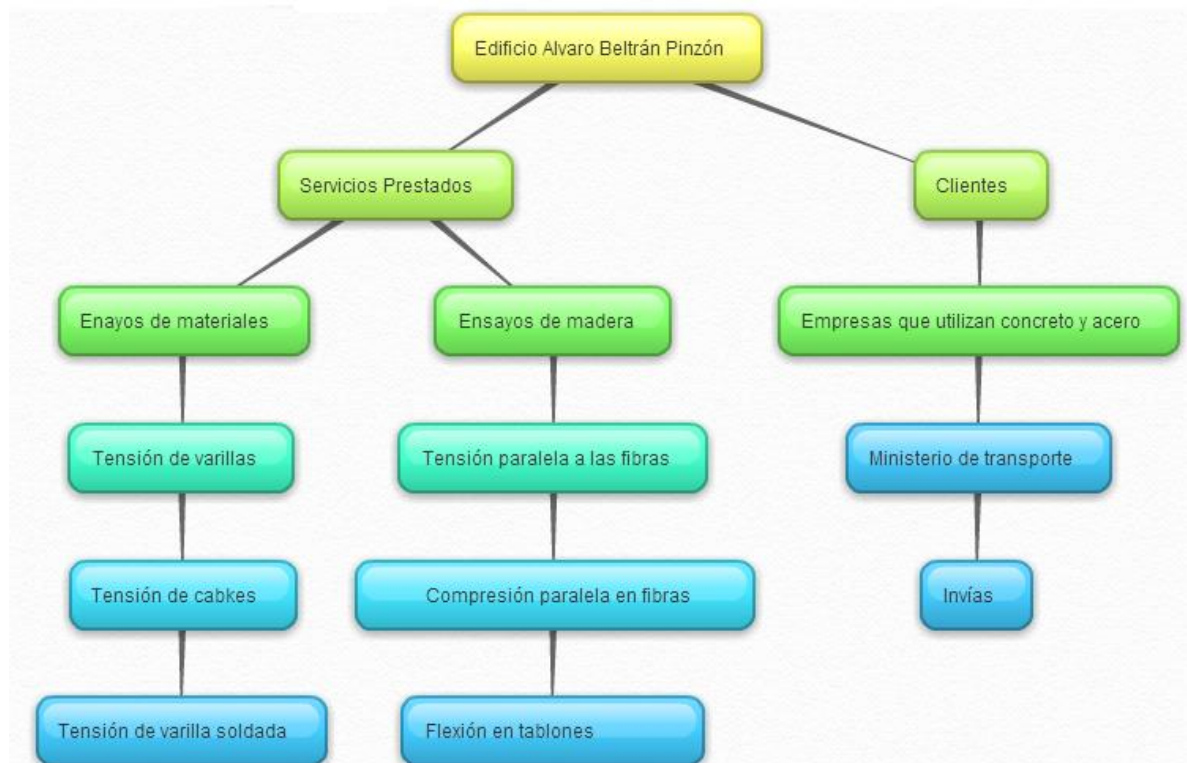 Edificio Alvaro Beltrán Pinzón
Servicios Prestados
Clientes
Enayos de materiales
Ensayos de madera
Empresas que utilizan concreto y acero
Tensión de varillas
Tensión paralela a las fibras
Ministerio de transporte
Tensión de cabkes
Compresión paralela en fibras
Invías
Tensión de varilla soldada
Flexión en tablones